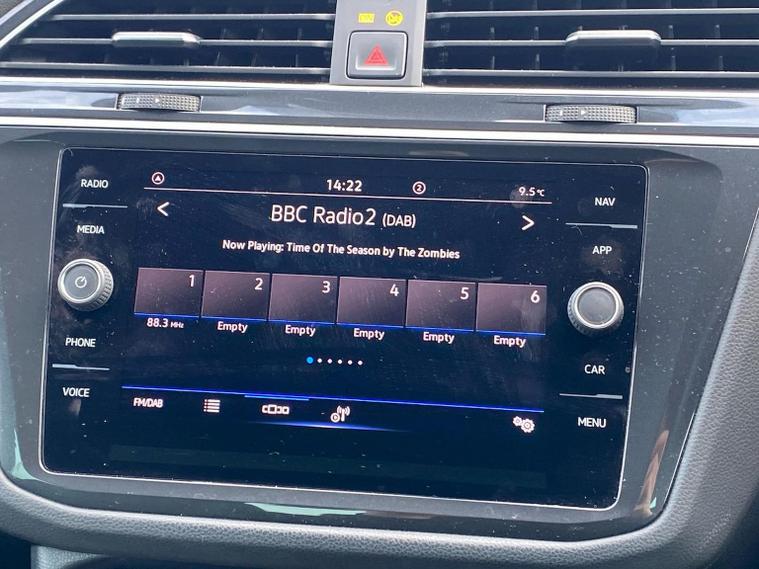 14:22
2
9.5 °C
RADIO
MEDIA
PHONE
VOICE
BBC Radio2 (DAB)
Now Playing: Time Of The Season by The Zombies
1
2
3
4
5
6
88.3 MHz
Empty
Empty
Empty
Empty
Empty
FM/DAB
NAV
APP
CAR
MENU